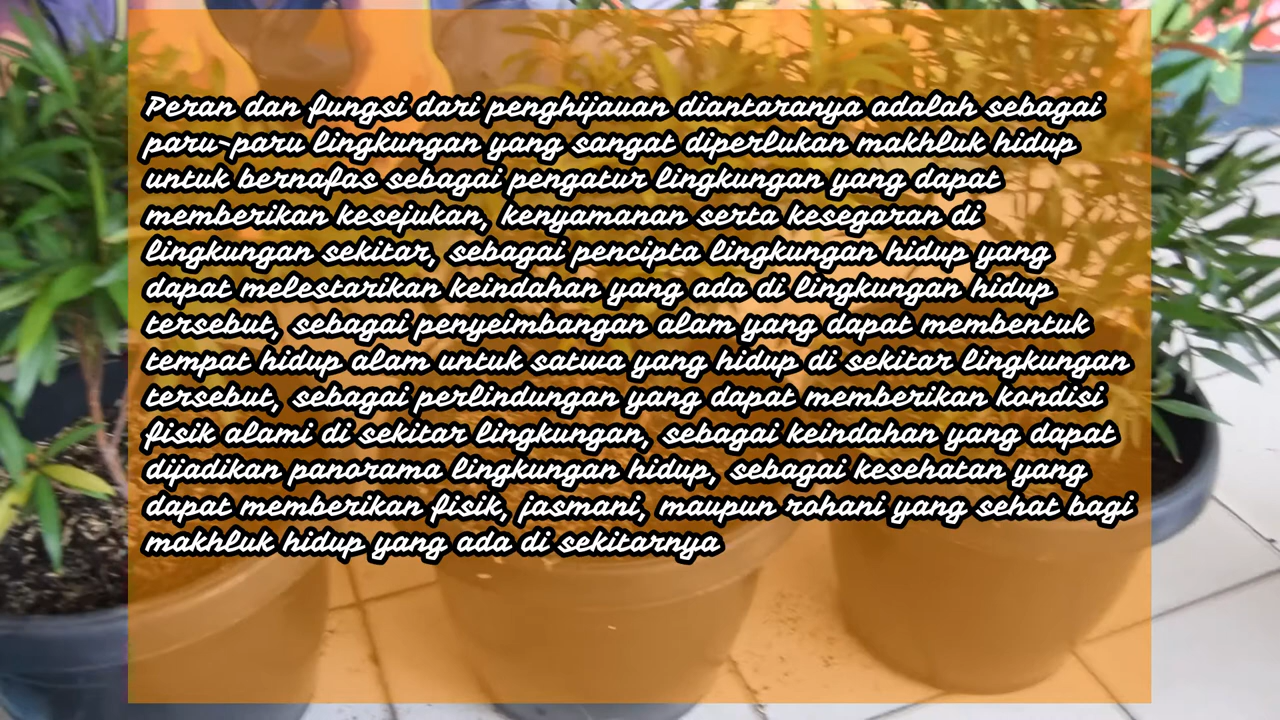 Peran dan fungsi dari penghijauan diantaranya adalah sebagai
paru-paru lingkungan yang sangat diperlukan makhluk hidup
untuk bernafas sebagai pengatur lingkungan yang dapat
memberikan kesejukan, kenyamanan serta kesegaran di
lingkungan sekitar, sebagai pencipta lingkungan hidup yang
dapat melestarikan keindahan yang ada di lingkungan hidup
tersebut, sebagai penyeimbangan alam yang dapat membentuk
tempat hidup alam untuk satwa yang hidup di sekitar lingkungan
tersebut, sebagai perlindungan yang dapat memberikan kondisi
fisik alami di sekitar lingkungan, sebagai keindahan yang dapat
dijadikan panorama lingkungan hidup, sebagai kesehatan yang
dapat memberikan fisik, jasmani, maupun rohani yang sehat bagi
makhluk hidup yang ada di sekitarnya